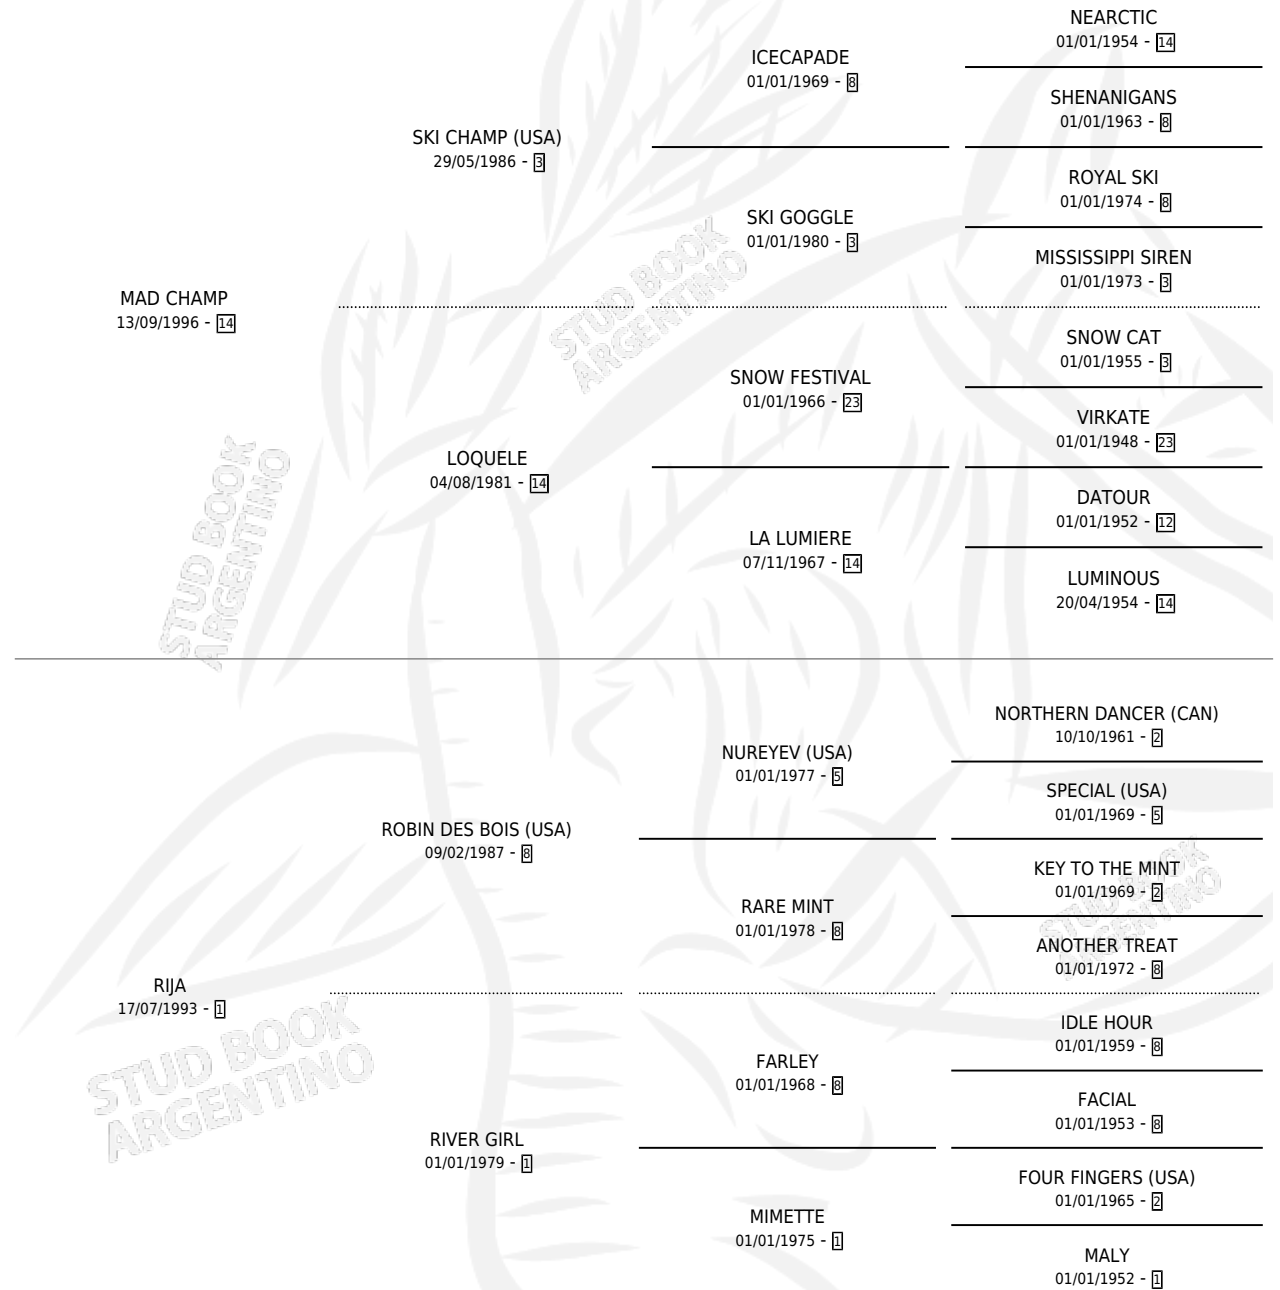 NEARCTIC
01/01/1954 - 14
ICECAPADE
01/01/1969 - 8
SHENANIGANS
01/01/1963 - 8
SKI CHAMP (USA)
29/05/1986 - 3
ROYAL SKI
01/01/1974 - 8
SKI GOGGLE
01/01/1980 - 3
MISSISSIPPI SIREN
01/01/1973 - 3
STUD BOOK
ARGENTINO
MAD CHAMP
13/09/1996 - 14
SNOW CAT
01/01/1955 - 3
SNOW FESTIVAL
01/01/1966 - 23
VIRKATE
01/01/1948 - 23
LOQUELE
04/08/1981 - 14
DATOUR
01/01/1952 - 12
LA LUMIERE
07/11/1967 - 14
LUMINOUS
20/04/1954 - 14
STUD BOOK
ARGENTINO
NORTHERN DANCER (CAN)
10/10/1961 - 2
NUREYEV (USA)
01/01/1977 - 5
SPECIAL (USA)
01/01/1969 - 5
ROBIN DES BOIS (USA)
09/02/1987 - 8
KEY TO THE MINT
01/01/1969 - 2
RARE MINT
01/01/1978 - 8
STUD BOOK
ARGENTINO
ANOTHER TREAT
01/01/1972 - 8
RIJA
17/07/1993 - 1
IDLE HOUR
01/01/1959 - 8
FARLEY
01/01/1968 - 8
FACIAL
01/01/1953 - 8
STUD BOOK
ARGENTINO
RIVER GIRL
01/01/1979 - 1
FOUR FINGERS (USA)
01/01/1965 - 2
MIMETTE
01/01/1975 - 1
MALY
01/01/1952 - 1